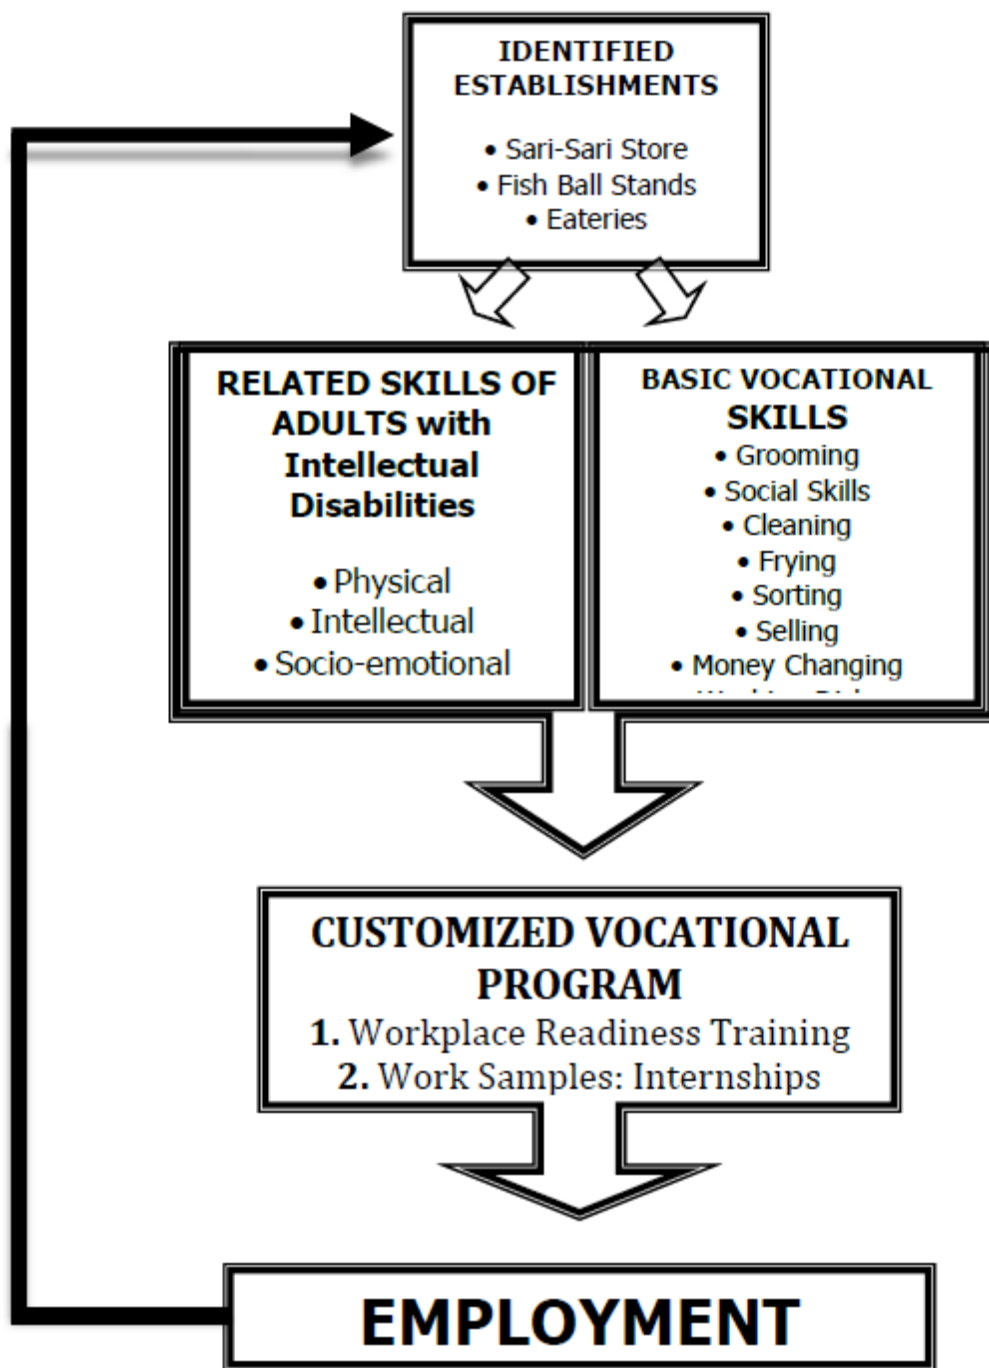 IDENTIFIED
ESTABLISHMENTS
• Sari-Sari Store
• Fish Ball Stands
• Eateries
RELATED SKILLS OF
ADULTS with
Intellectual
Disabilities
• Physical
• Intellectual
• Socio-emotional
BASIC VOCATIONAL
SKILLS
• Grooming
• Social Skills
• Cleaning
• Frying
• Sorting
• Selling
• Money Changing
CUSTOMIZED VOCATIONAL
PROGRAM
1. Workplace Readiness Training
2. Work Samples: Internships
EMPLOYMENT